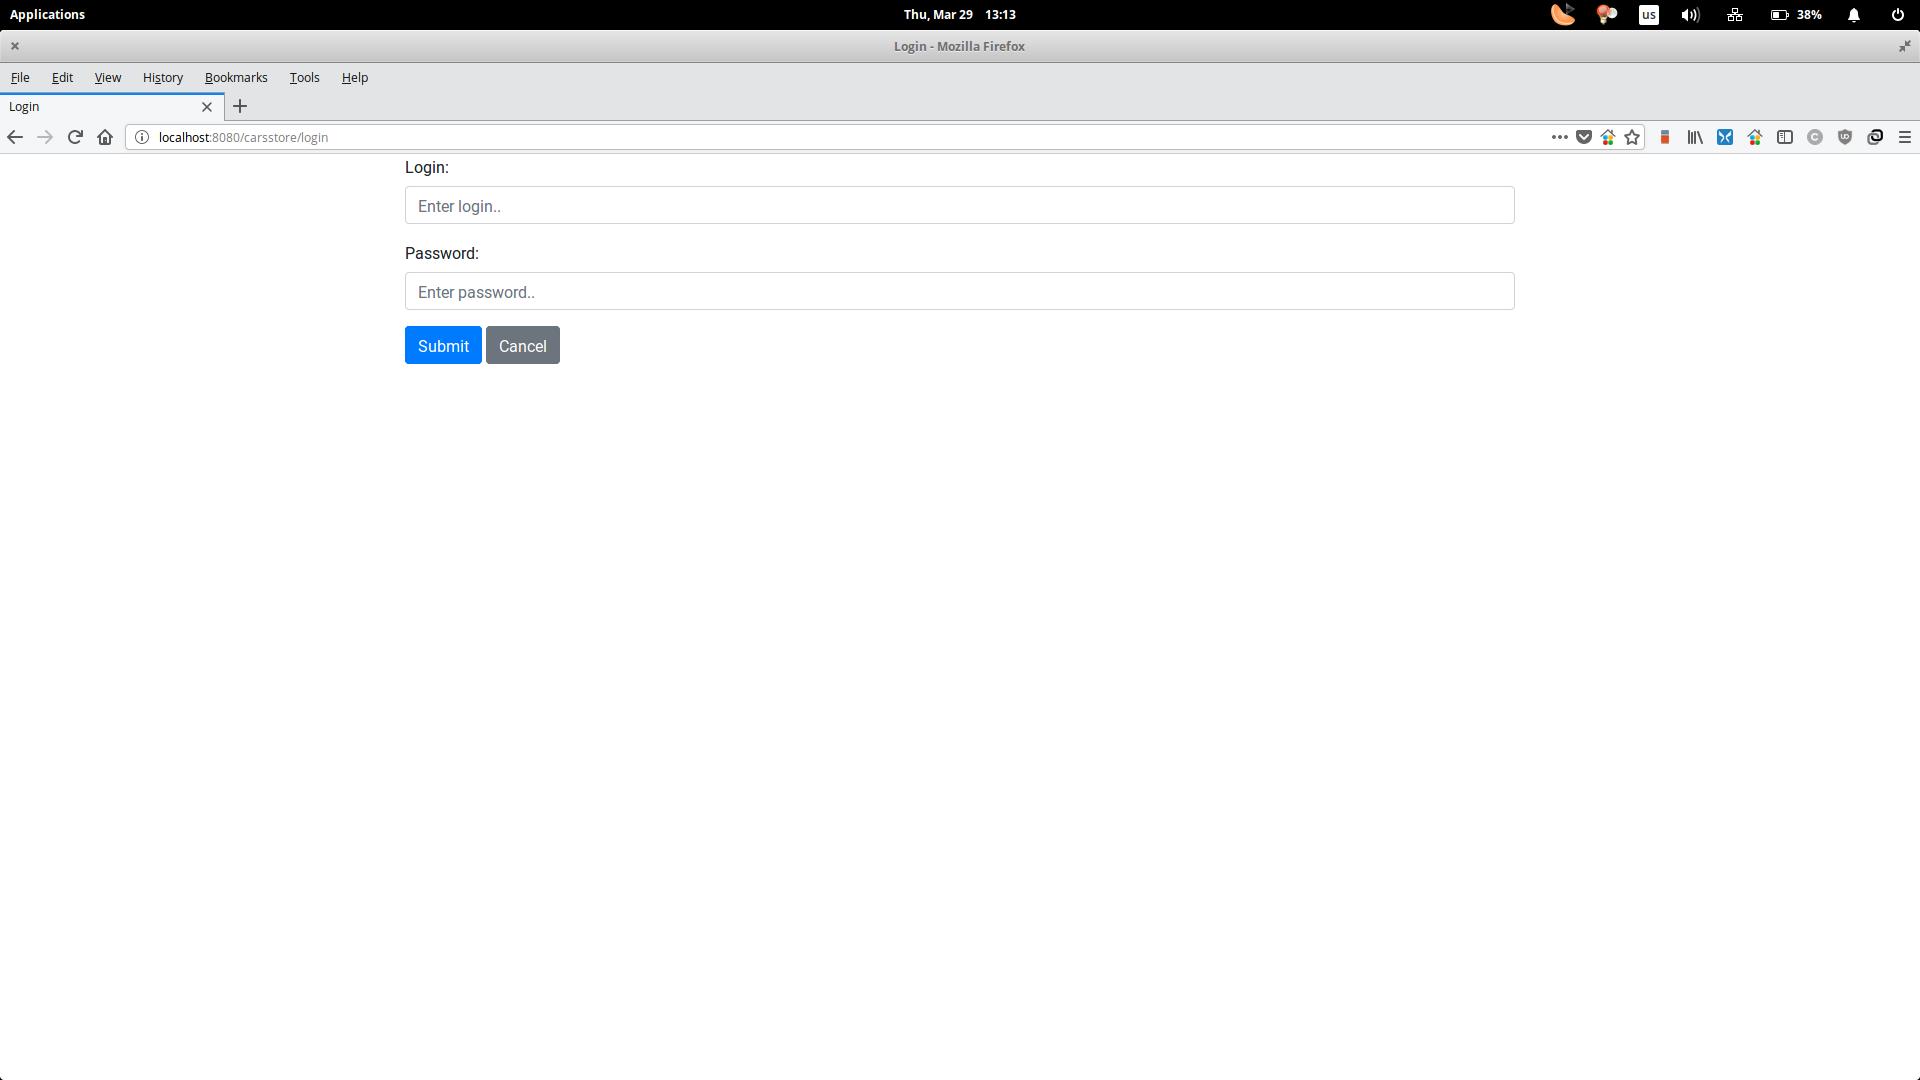 Applications Thu, Mar 29 13:13 us 38%
Login - Mozilla Firefox
File Edit View History Bookmarks Tools Help
Login
localhost:8080/carsstore/login
Login:
Enter login..
Password:
Enter password..
Submit Cancel